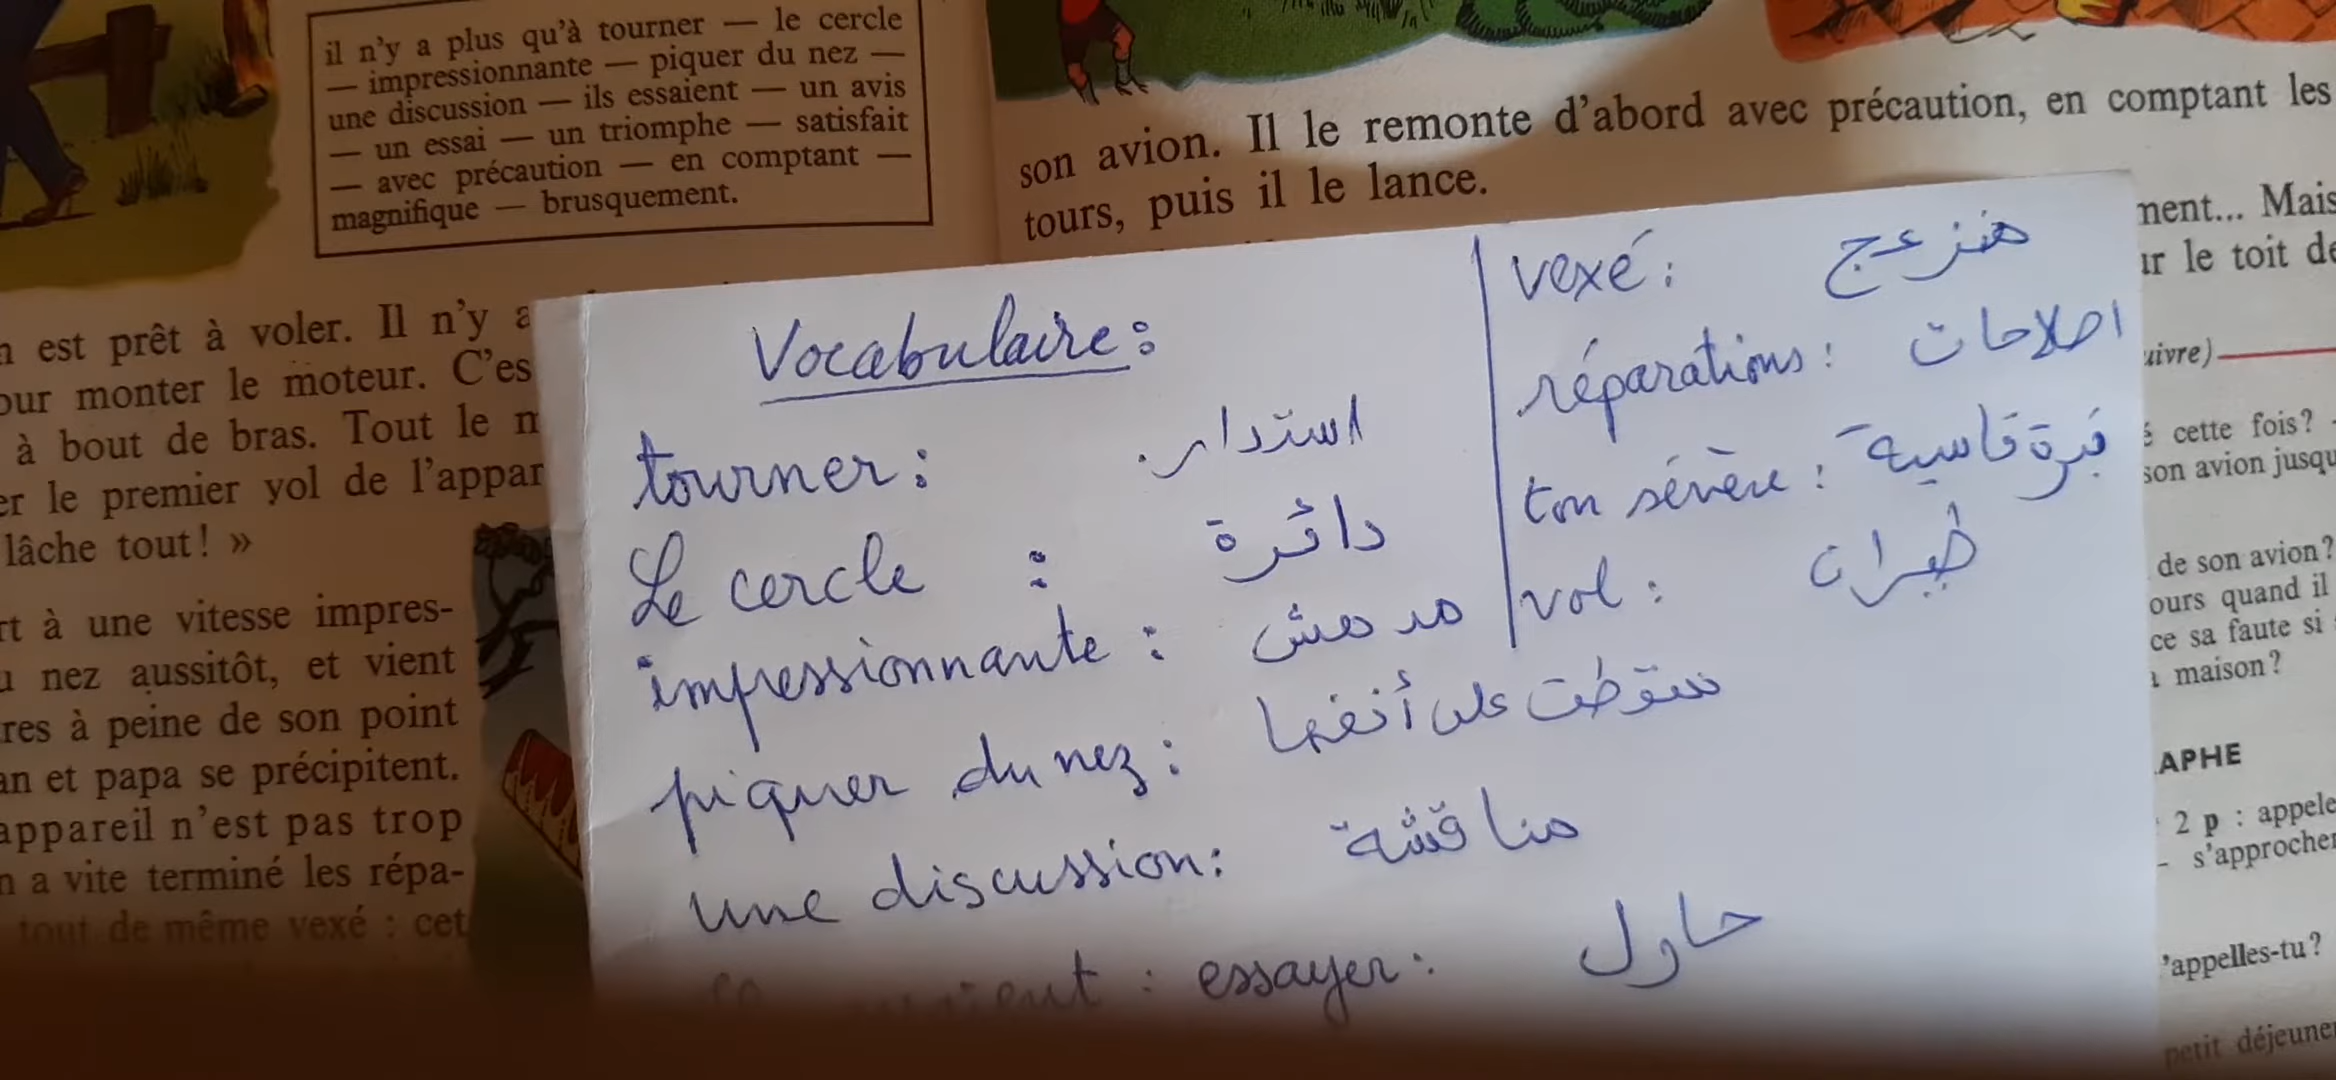 il n'y a plus qu'à tourner — le cercle
— impressionnante — piquer du nez —
une discussion — ils essaient — un avis
— un essai — un triomphe — satisfait
— avec précaution — en comptant —
magnifique — brusquement.
est prêt à voler. Il n'y a
our monter le moteur. C'es
à bout de bras. Tout le m
er le premier vol de l'appar
lâche tout! »
rt à une vitesse impres-
u nez aussitôt, et vient
res à peine de son point
an et papa se précipitent.
appareil n'est pas trop
n a vite terminé les répa-
tout de même vexé : cet
son avion. Il le remonte d'abord avec précaution, en comptant les
tours, puis il le lance.
ment... Mais
ur le toit de
uivre)
é cette fois?
son avion jusqu
de son avion?
ours quand il
ce sa faute si
maison?
APHE
2 p : appele
- s'approcher
'appelles-tu?
petit déjeuner
Vocabulaire:
tourner: استدار.
Le cercle : دائرة
impressionnante : مدهش
piquer du nez: سقطت على أنفها
une discussion: مناقشة
essayer: حاول
vexé: منزعج
réparations: اصلاحات
ton sévère: نبرة قاسية
vol: طيران